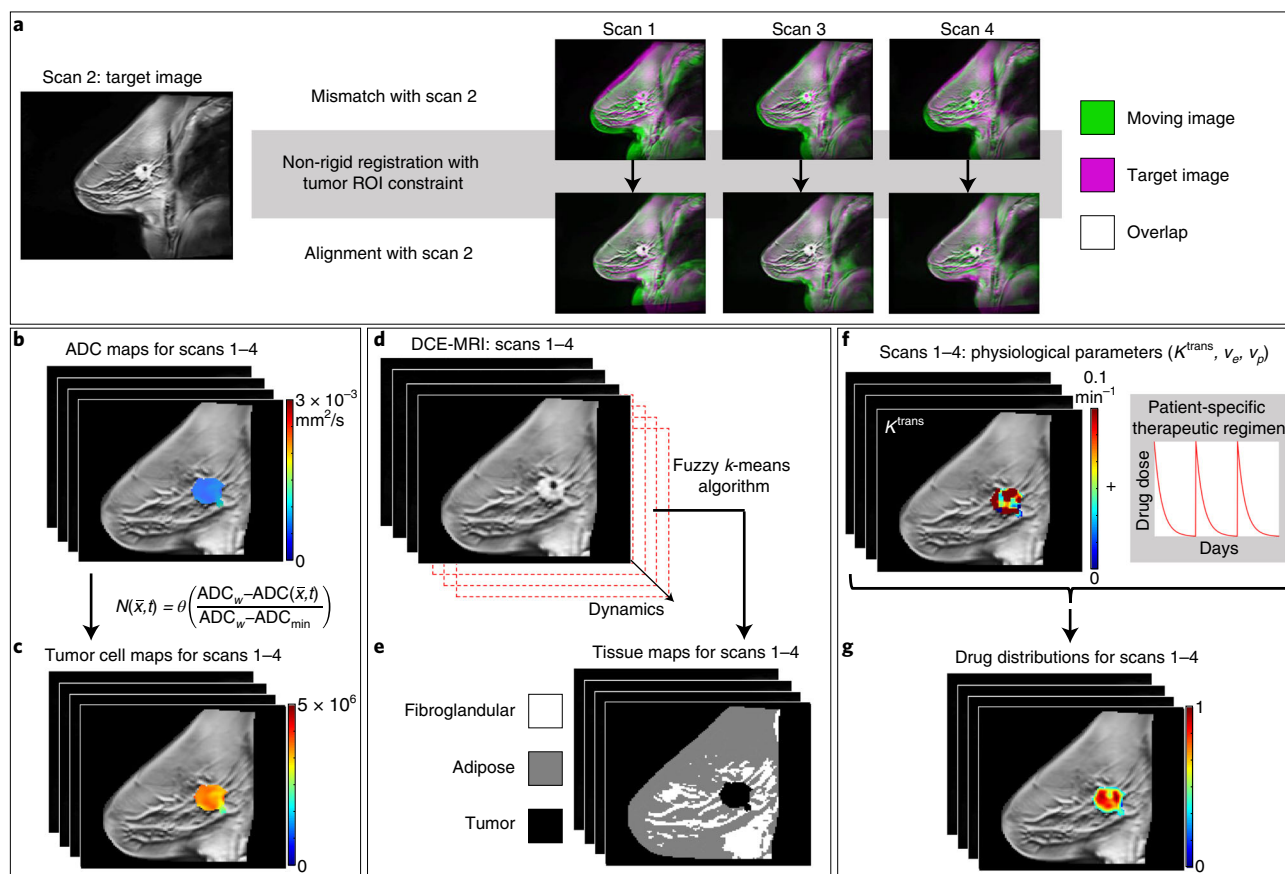 a
Scan 2: target image
Scan 1
Scan 3
Scan 4
Mismatch with scan 2
Non-rigid registration with
tumor ROI constraint
Alignment with scan 2
Moving image
Target image
Overlap
b
ADC maps for scans 1–4
3 × 10⁻³
mm²/s
0
N(x̄,t) = θ(ADC_w–ADC(x̄,t) / ADC_w–ADC_min)
c
Tumor cell maps for scans 1–4
5 × 10⁶
0
d
DCE-MRI: scans 1–4
Fuzzy k-means
algorithm
Dynamics
e
Tissue maps for scans 1–4
Fibroglandular
Adipose
Tumor
f
Scans 1–4: physiological parameters (K^trans, v_e, v_p)
0.1
min⁻¹
K^trans
0
+
Patient-specific
therapeutic regimen
Drug dose
Days
g
Drug distributions for scans 1–4
1
0